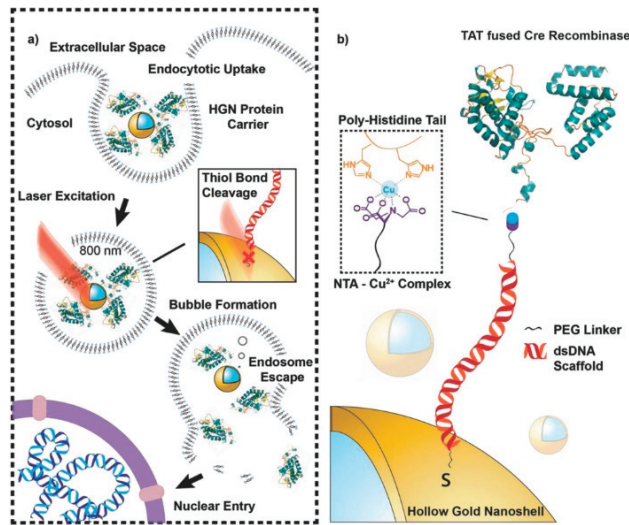 a)
Extracellular Space
Endocytotic Uptake
Cytosol
HGN Protein
Carrier
Laser Excitation
Thiol Bond
Cleavage
800 nm
Bubble Formation
Endosome
Escape
Nuclear Entry
b)
TAT fused Cre Recombinase
Poly-Histidine Tail
HN
NH
N
N
Cu
O
O
O
N
O
O
NTA - Cu²⁺ Complex
PEG Linker
dsDNA
Scaffold
S
Hollow Gold Nanoshell